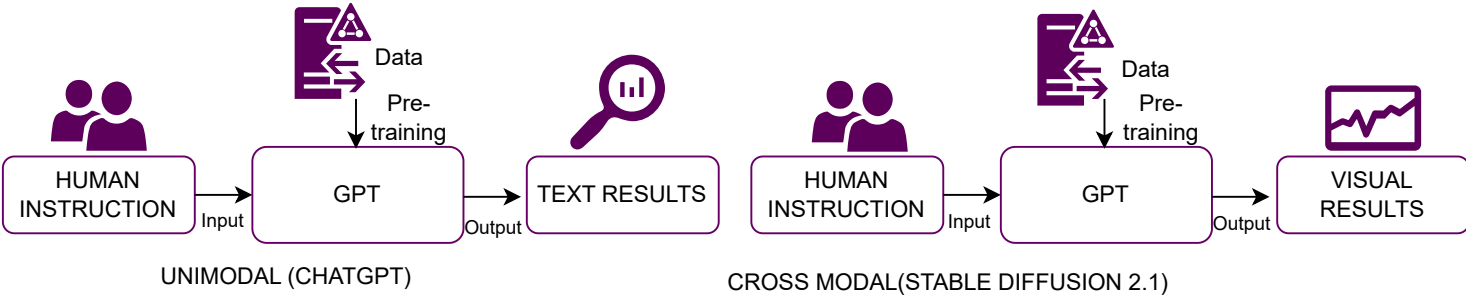 Data
Pre-
training
HUMAN
INSTRUCTION
Input
GPT
Output
TEXT RESULTS
UNIMODAL (CHATGPT)
Data
Pre-
training
HUMAN
INSTRUCTION
Input
GPT
Output
VISUAL
RESULTS
CROSS MODAL(STABLE DIFFUSION 2.1)